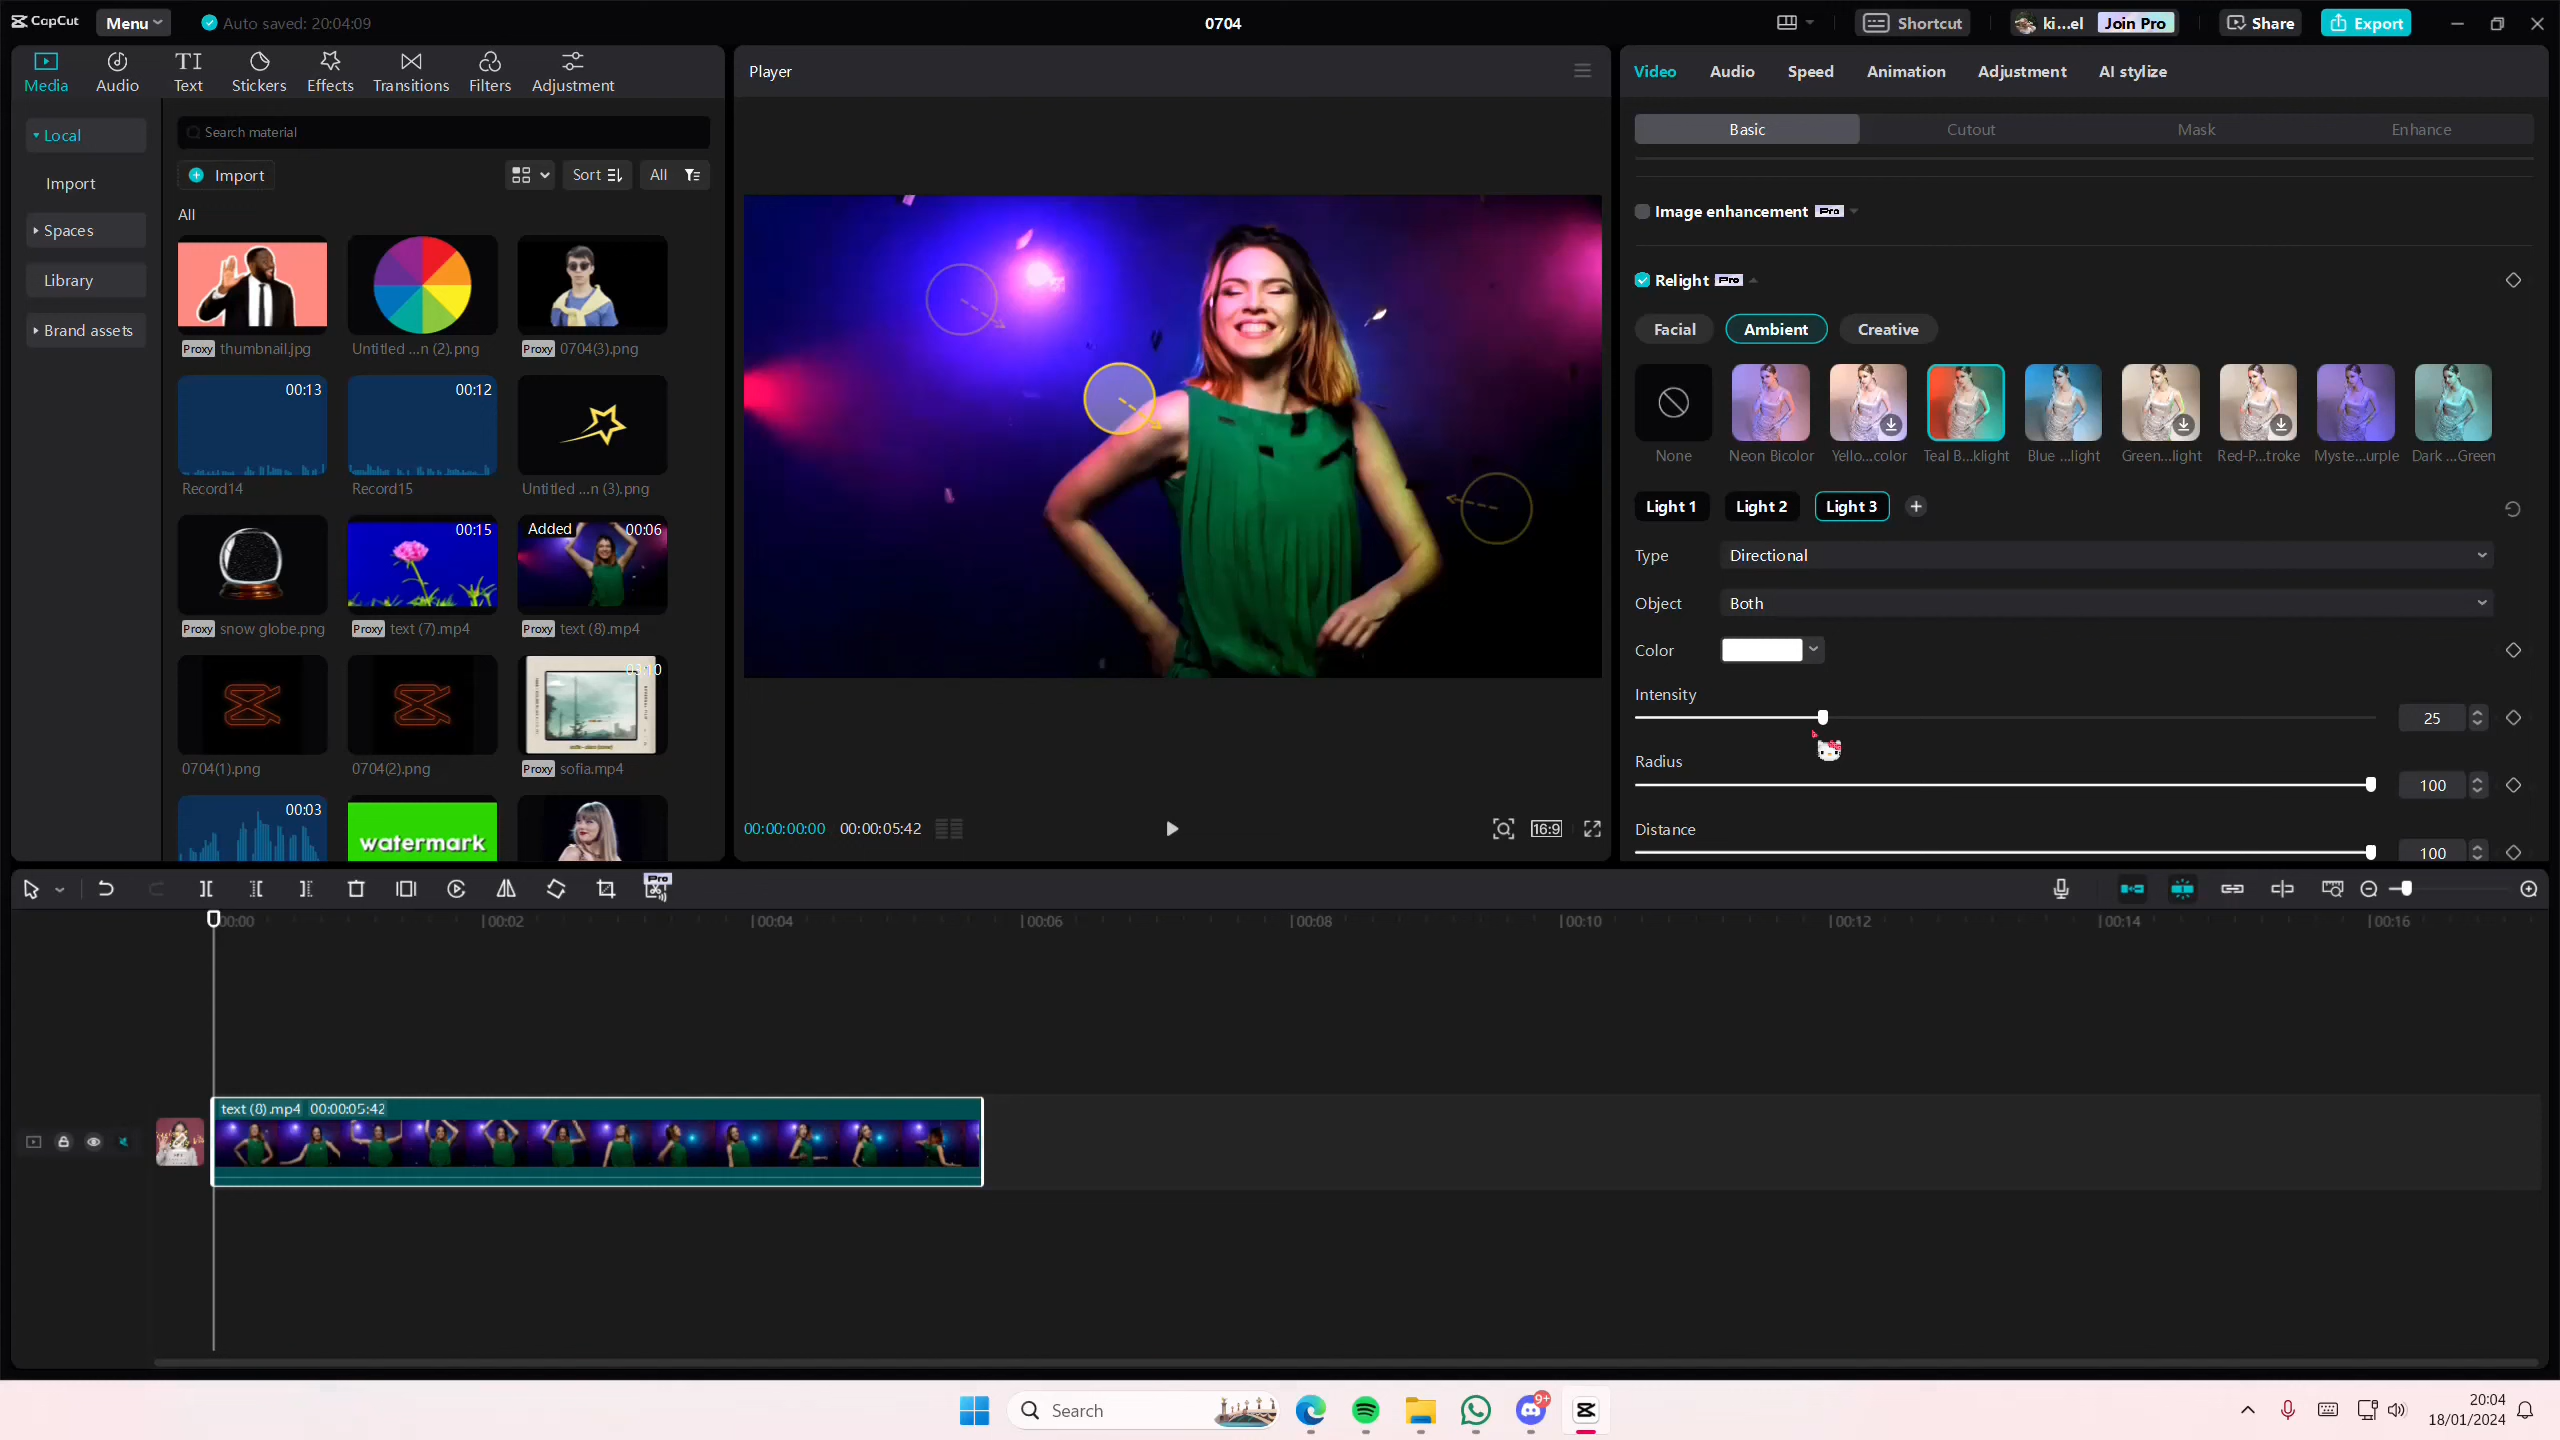 CapCut
Menu
Auto saved: 20:04:09
0704
Shortcut
ki...el
Join Pro
Share
Export
Media
Audio
Text
Stickers
Effects
Transitions
Filters
Adjustment
Local
Import
Spaces
Library
Brand assets
Search material
Import
Sort
All
All
Proxy thumbnail.jpg
Untitled ...n (2).png
Proxy 0704(3).png
00:13
Record14
00:12
Record15
Untitled ...n (3).png
Proxy snow globe.png
00:15
Proxy text (7).mp4
Added 00:06
Proxy text (8).mp4
0704(1).png
0704(2).png
03:10
Proxy sofia.mp4
00:03
watermark
Player
00:00:00:00 00:00:05:42
16:9
Video
Audio
Speed
Animation
Adjustment
AI stylize
Basic
Cutout
Mask
Enhance
Image enhancement Pro
Relight Pro
Facial
Ambient
Creative
None
Neon Bicolor
Yello...color
Teal B...klight
Blue ...light
Green...light
Red-P...troke
Myste...urple
Dark ...Green
Light 1
Light 2
Light 3
Type Directional
Object Both
Color
Intensity
25
Radius
100
Distance
100
Pro
00:00
00:02
00:04
00:06
00:08
00:10
00:12
00:14
00:16
text (8).mp4 00:00:05:42
Search
9+
20:04
18/01/2024